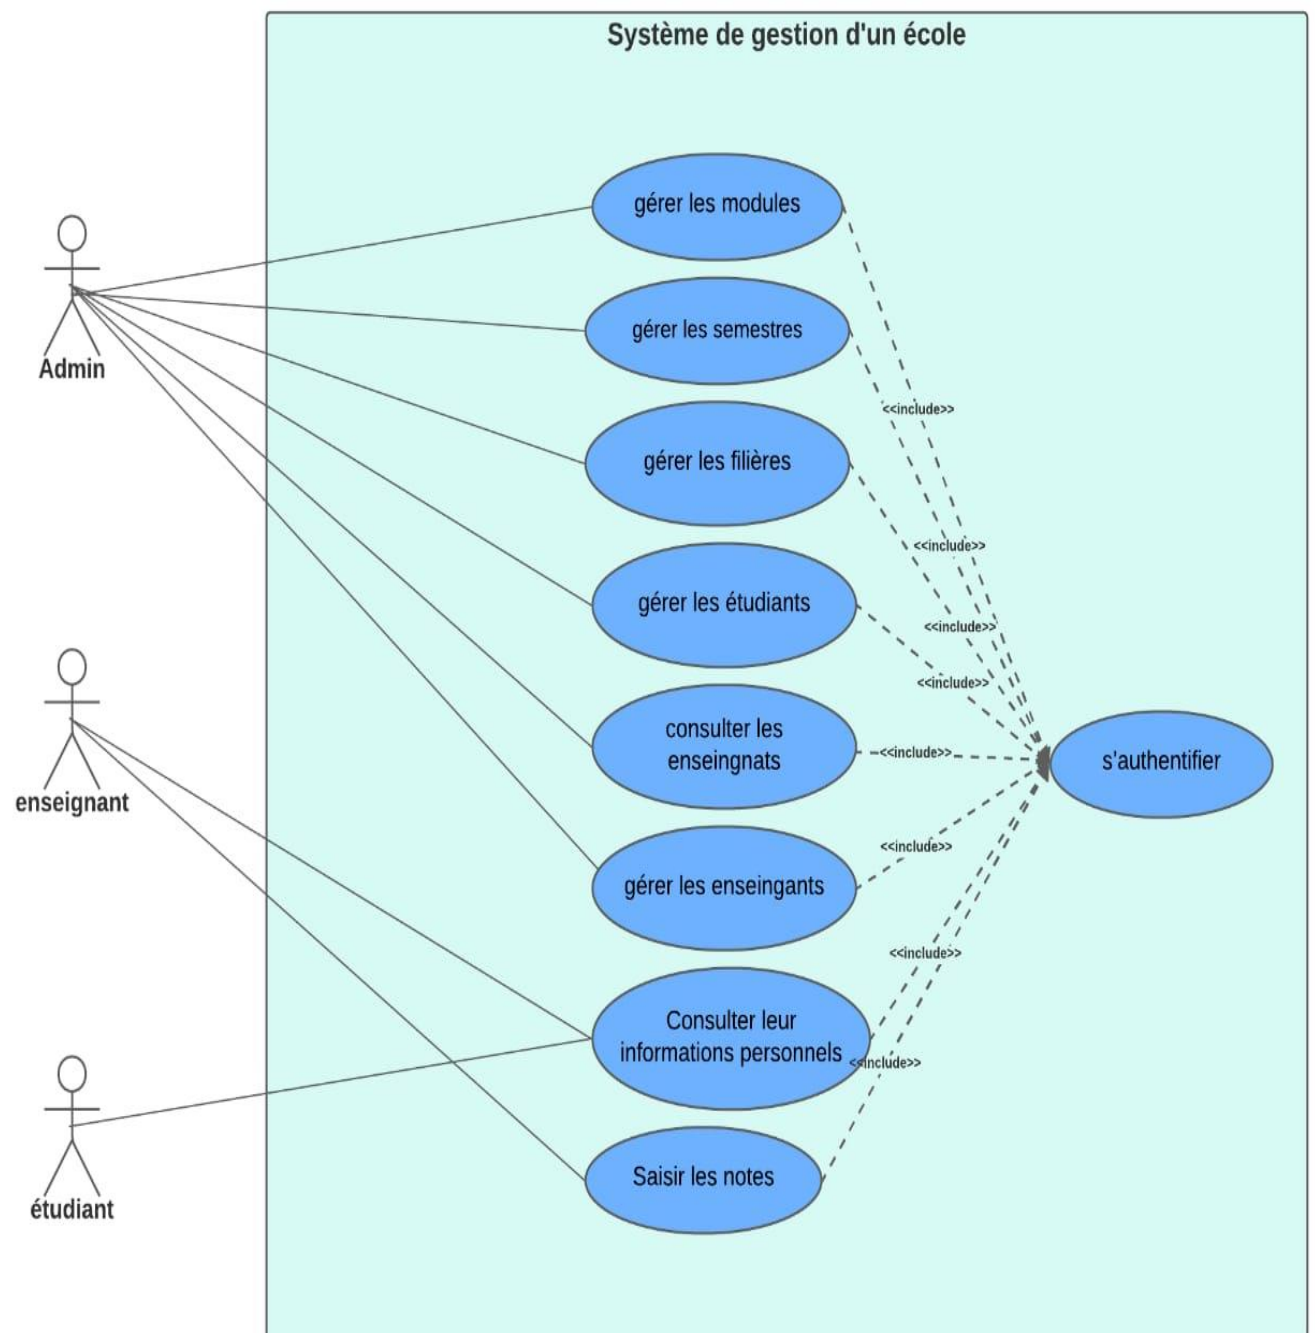 Système de gestion d'un école
gérer les modules
Admin
gérer les semestres
<<include>>
gérer les filières
<<include>>
gérer les étudiants
<<include>>
<<include>>
enseignant
consulter les
enseingnats
<<include>>
s'authentifier
<<include>>
gérer les enseingants
<<include>>
Consulter leur
informations personnels
<<include>>
étudiant
Saisir les notes